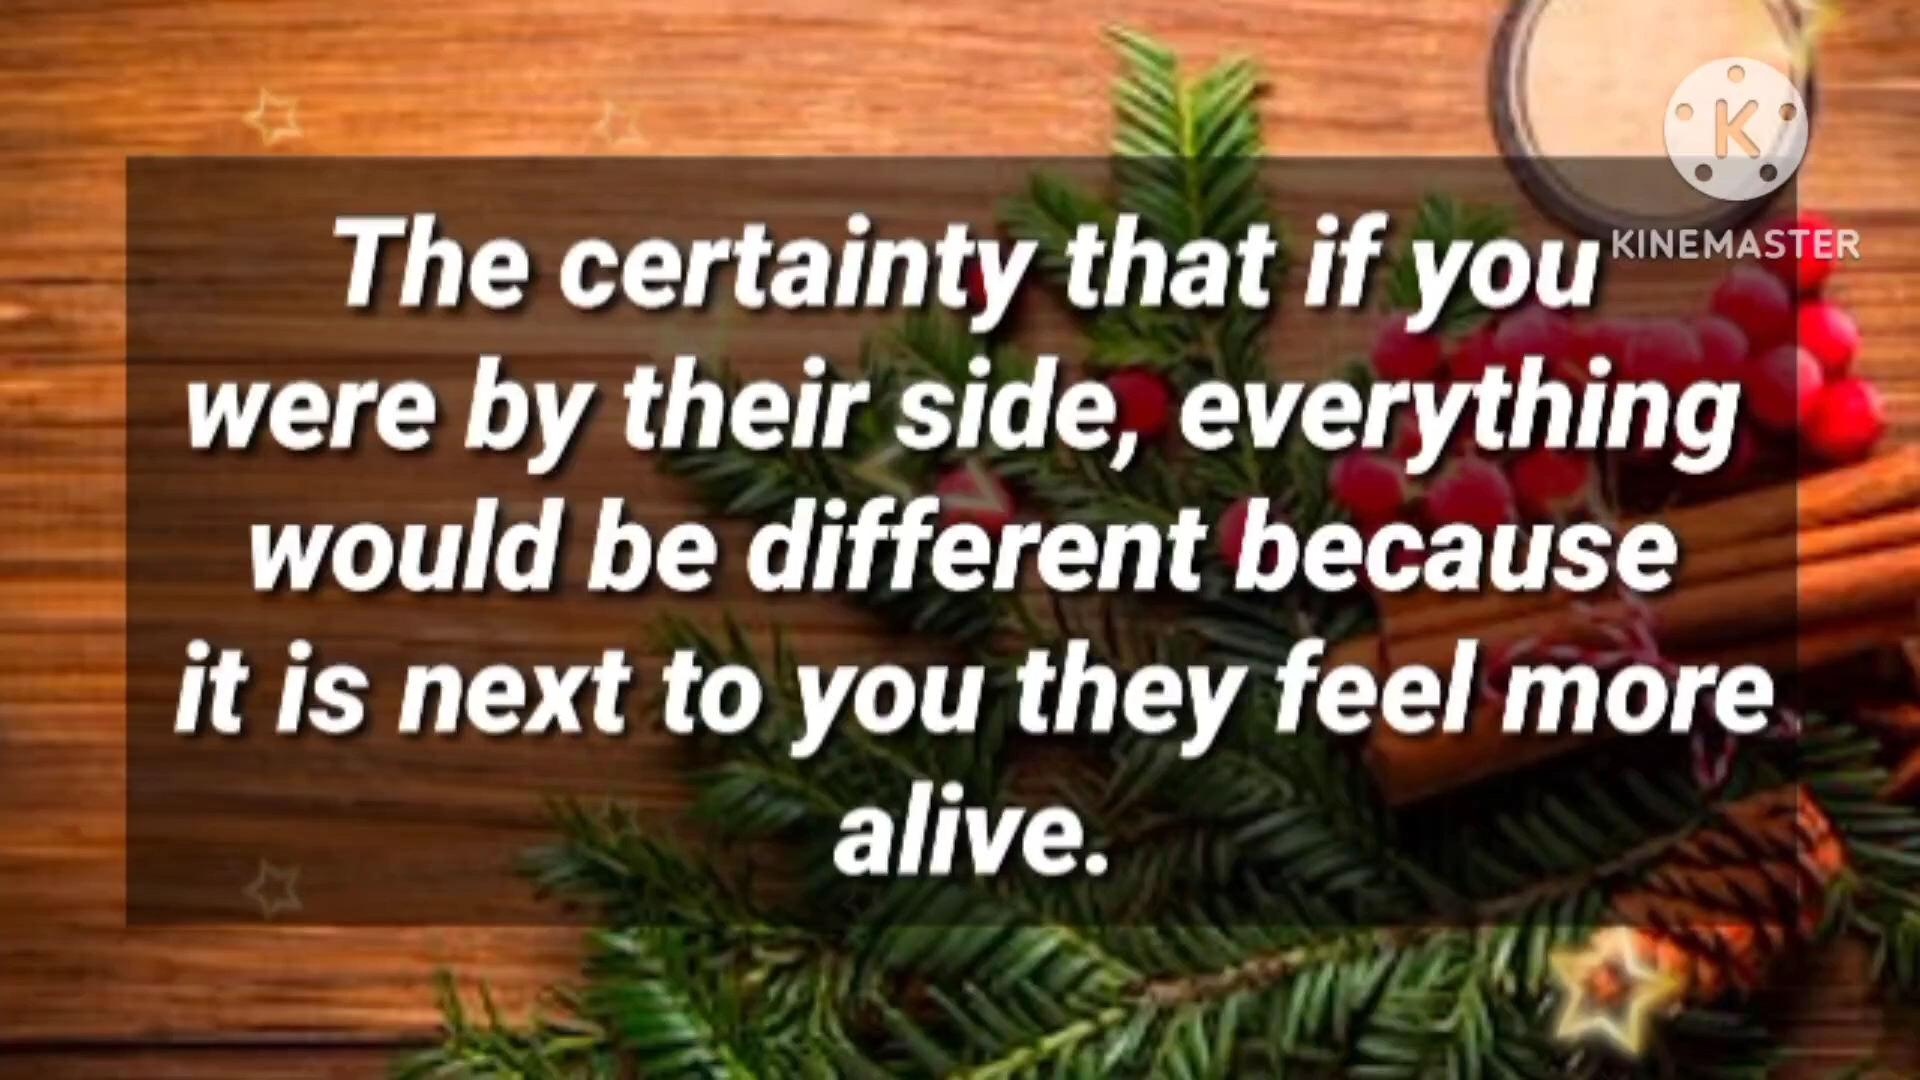 K
KINEMASTER
The certainty that if you
were by their side, everything
would be different because
it is next to you they feel more
alive.